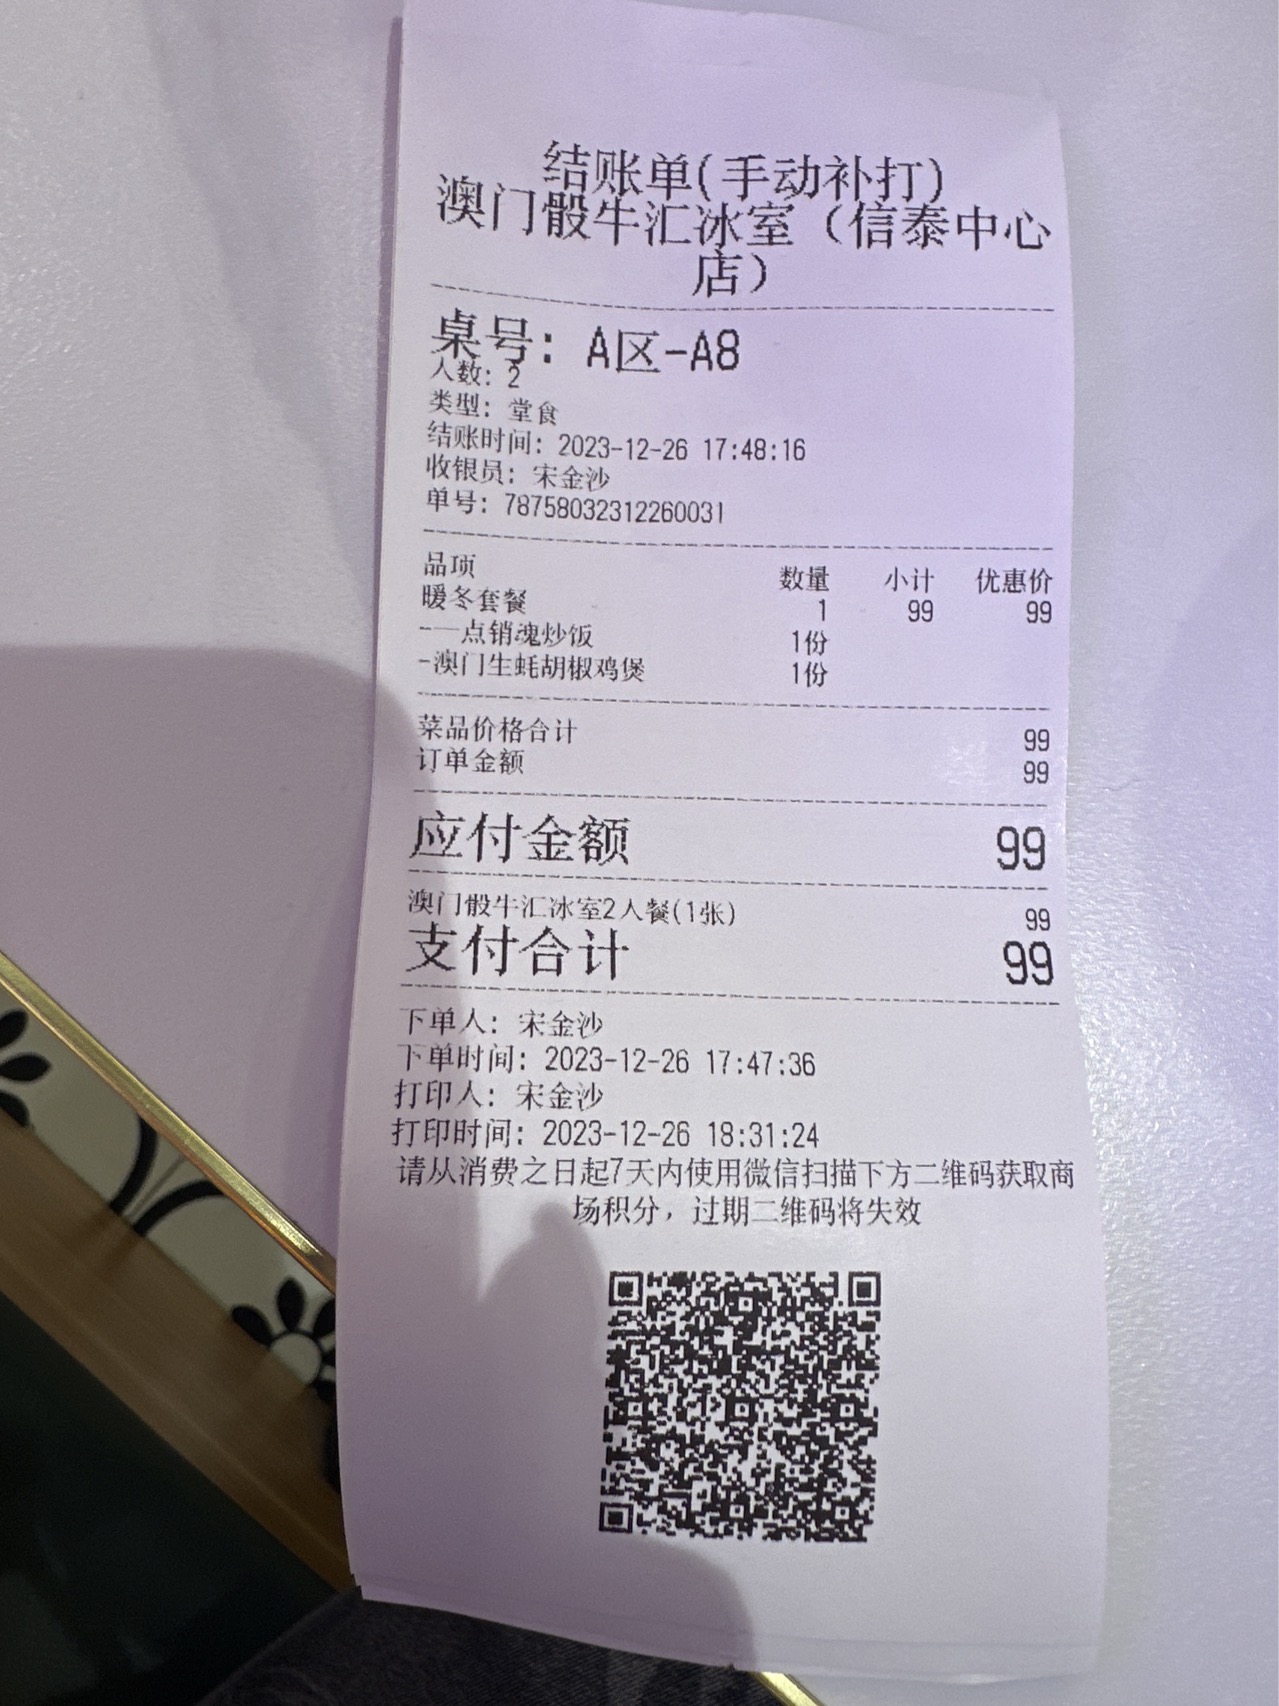 结账单(手动补打)
澳门骰牛汇冰室（信泰中心
店）
桌号: A区-A8
人数: 2
类型: 堂食
结账时间: 2023-12-26 17:48:16
收银员: 宋金沙
单号: 78758032312260031
品项 数量 小计 优惠价
暖冬套餐 1 99 99
-一点销魂炒饭 1份
-澳门生蚝胡椒鸡煲 1份
菜品价格合计 99
订单金额 99
应付金额 99
澳门骰牛汇冰室2人餐(1张) 99
支付合计 99
下单人: 宋金沙
下单时间: 2023-12-26 17:47:36
打印人: 宋金沙
打印时间: 2023-12-26 18:31:24
请从消费之日起7天内使用微信扫描下方二维码获取商
场积分，过期二维码将失效